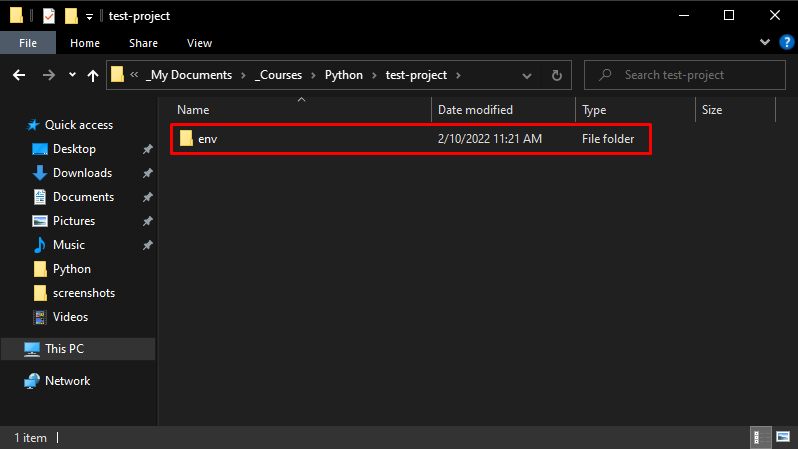 test-project
File Home Share View
_My Documents _Courses Python test-project Search test-project
Name Date modified Type Size
env 2/10/2022 11:21 AM File folder
Quick access
Desktop
Downloads
Documents
Pictures
Music
Python
screenshots
Videos
This PC
Network
1 item